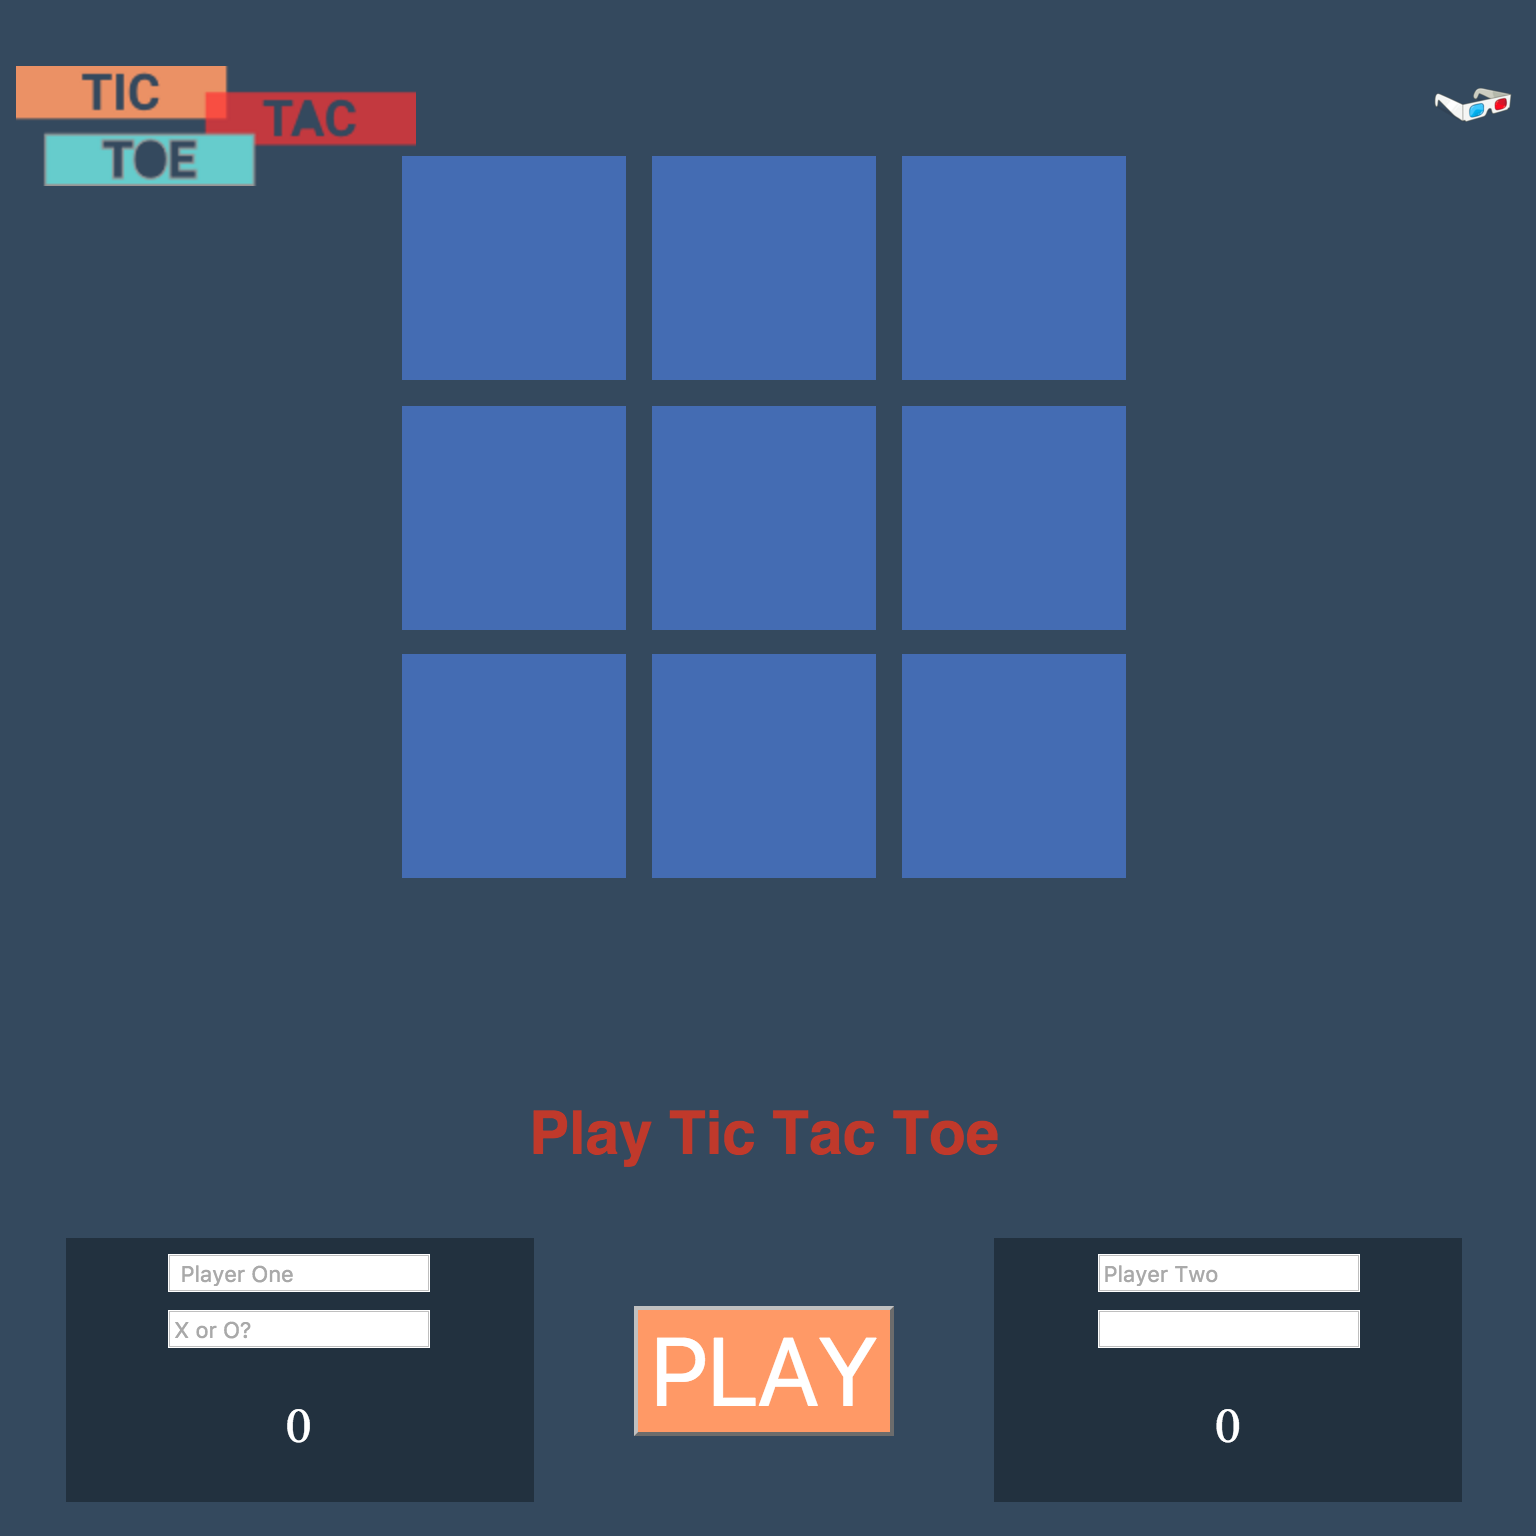 TIC
TAC
TOE
Play Tic Tac Toe
Player One
X or O?
0
PLAY
Player Two
0